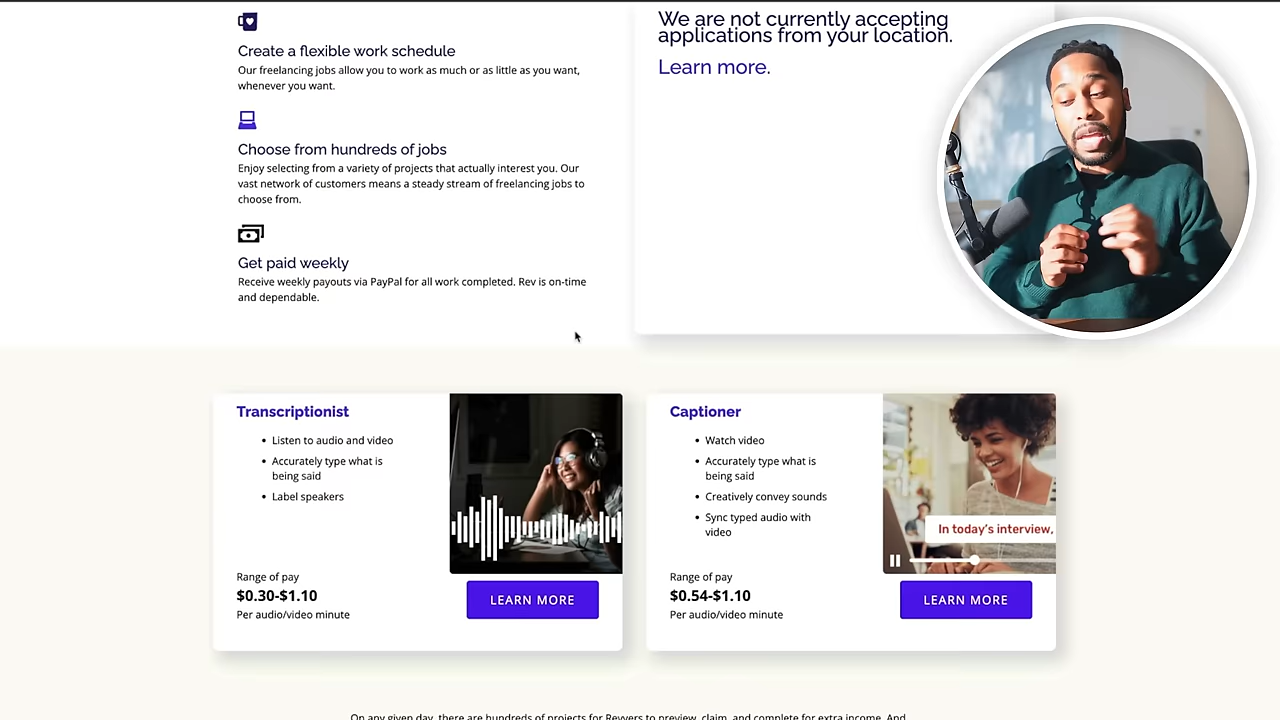 Create a flexible work schedule
Our freelancing jobs allow you to work as much or as little as you want,
whenever you want.
Choose from hundreds of jobs
Enjoy selecting from a variety of projects that actually interest you. Our
vast network of customers means a steady stream of freelancing jobs to
choose from.
Get paid weekly
Receive weekly payouts via PayPal for all work completed. Rev is on-time
and dependable.
We are not currently accepting
applications from your location.
Learn more.
Transcriptionist
• Listen to audio and video
• Accurately type what is
being said
• Label speakers
Range of pay
$0.30-$1.10
Per audio/video minute
LEARN MORE
Captioner
• Watch video
• Accurately type what is
being said
• Creatively convey sounds
• Sync typed audio with
video
In today's interview,
Range of pay
$0.54-$1.10
Per audio/video minute
LEARN MORE
On any given day, there are hundreds of projects for Revvers to preview, claim, and complete for extra income. And